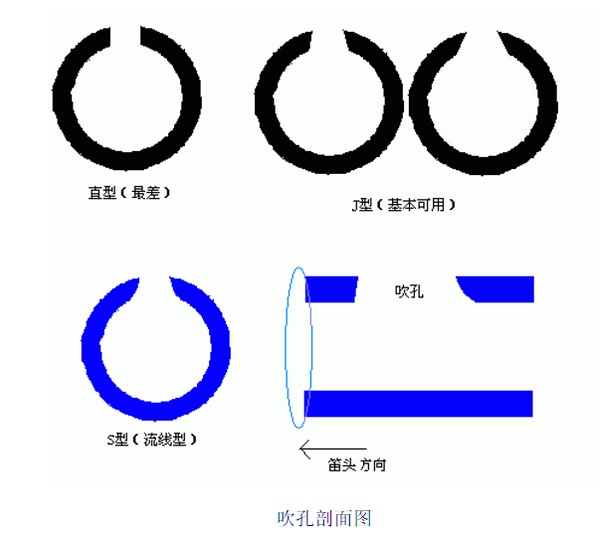 直型（最差）
J型（基本可用）
吹孔
S型（流线型）
笛头方向
吹孔剖面图